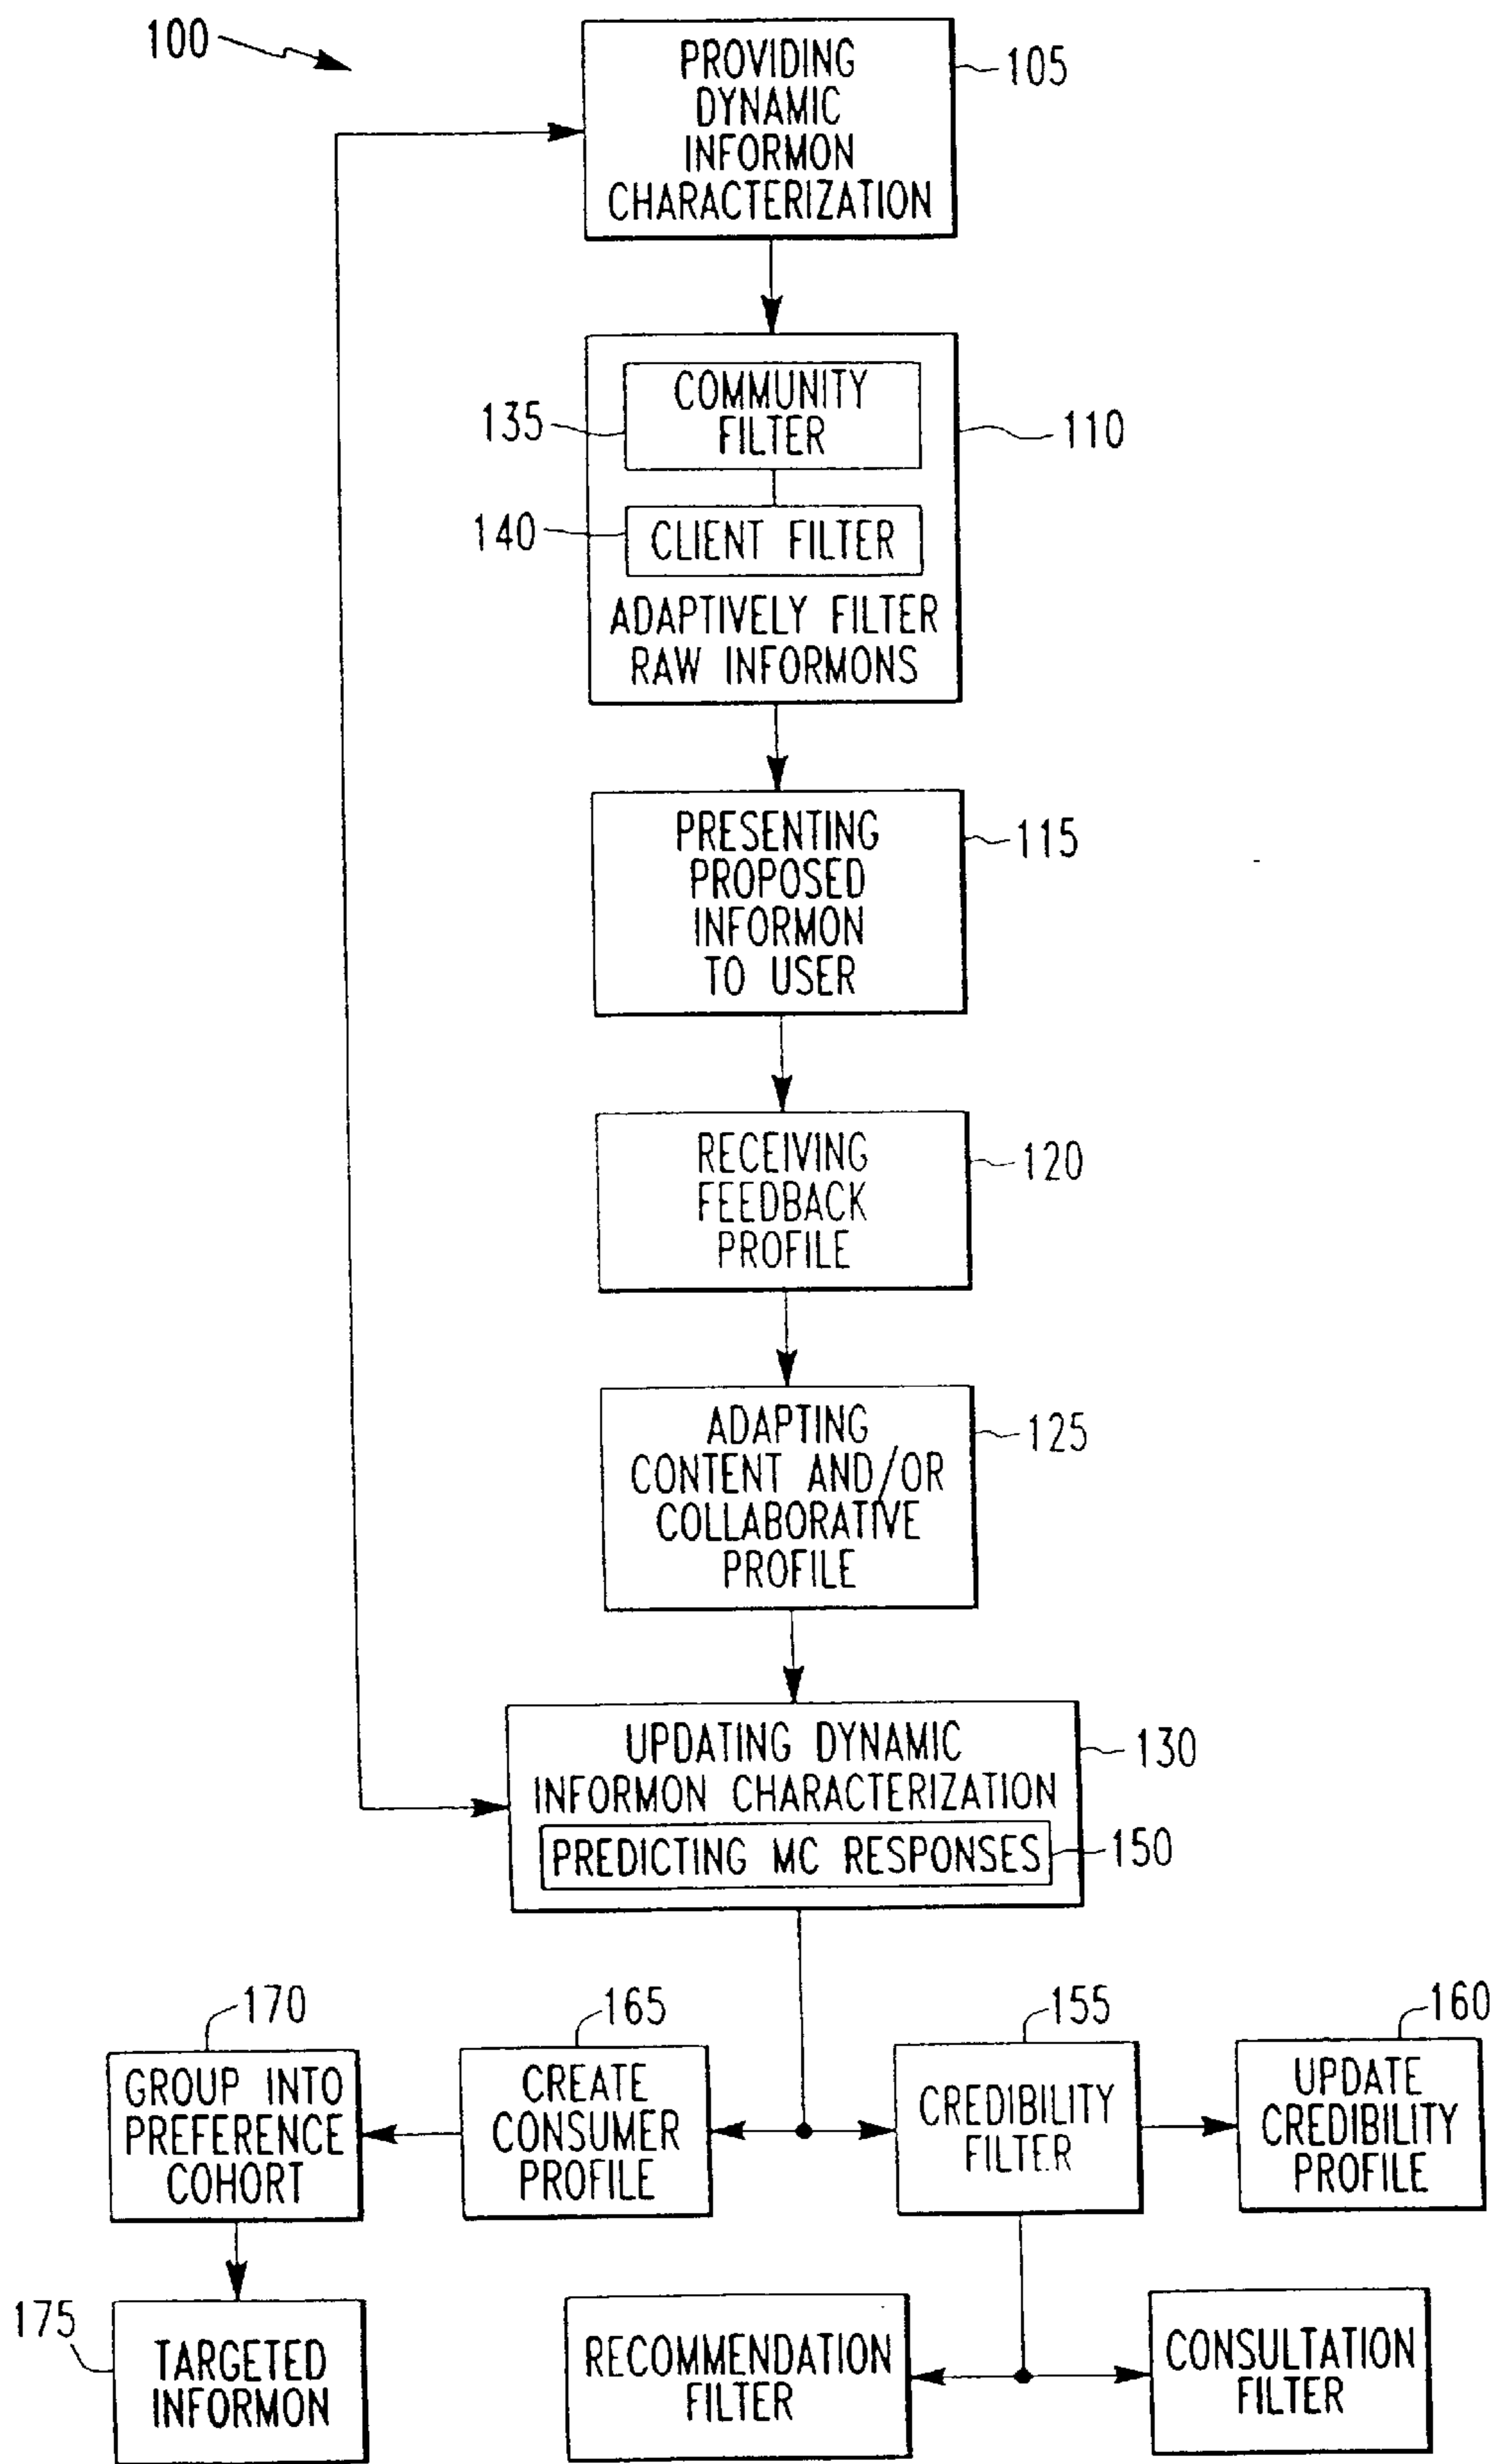 100
PROVIDING
DYNAMIC
INFORMON
CHARACTERIZATION
105
COMMUNITY
FILTER
135
110
140
CLIENT FILTER
ADAPTIVELY FILTER
RAW INFORMONS
PRESENTING
PROPOSED
INFORMON
TO USER
115
RECEIVING
FEEDBACK
PROFILE
120
ADAPTING
CONTENT AND/OR
COLLABORATIVE
PROFILE
125
UPDATING DYNAMIC
INFORMON CHARACTERIZATION
130
PREDICTING MC RESPONSES
150
170
GROUP INTO
PREFERENCE
COHORT
165
CREATE
CONSUMER
PROFILE
155
CREDIBILITY
FILTER
160
UPDATE
CREDIBILITY
PROFILE
175
TARGETED
INFORMON
RECOMMENDATION
FILTER
CONSULTATION
FILTER